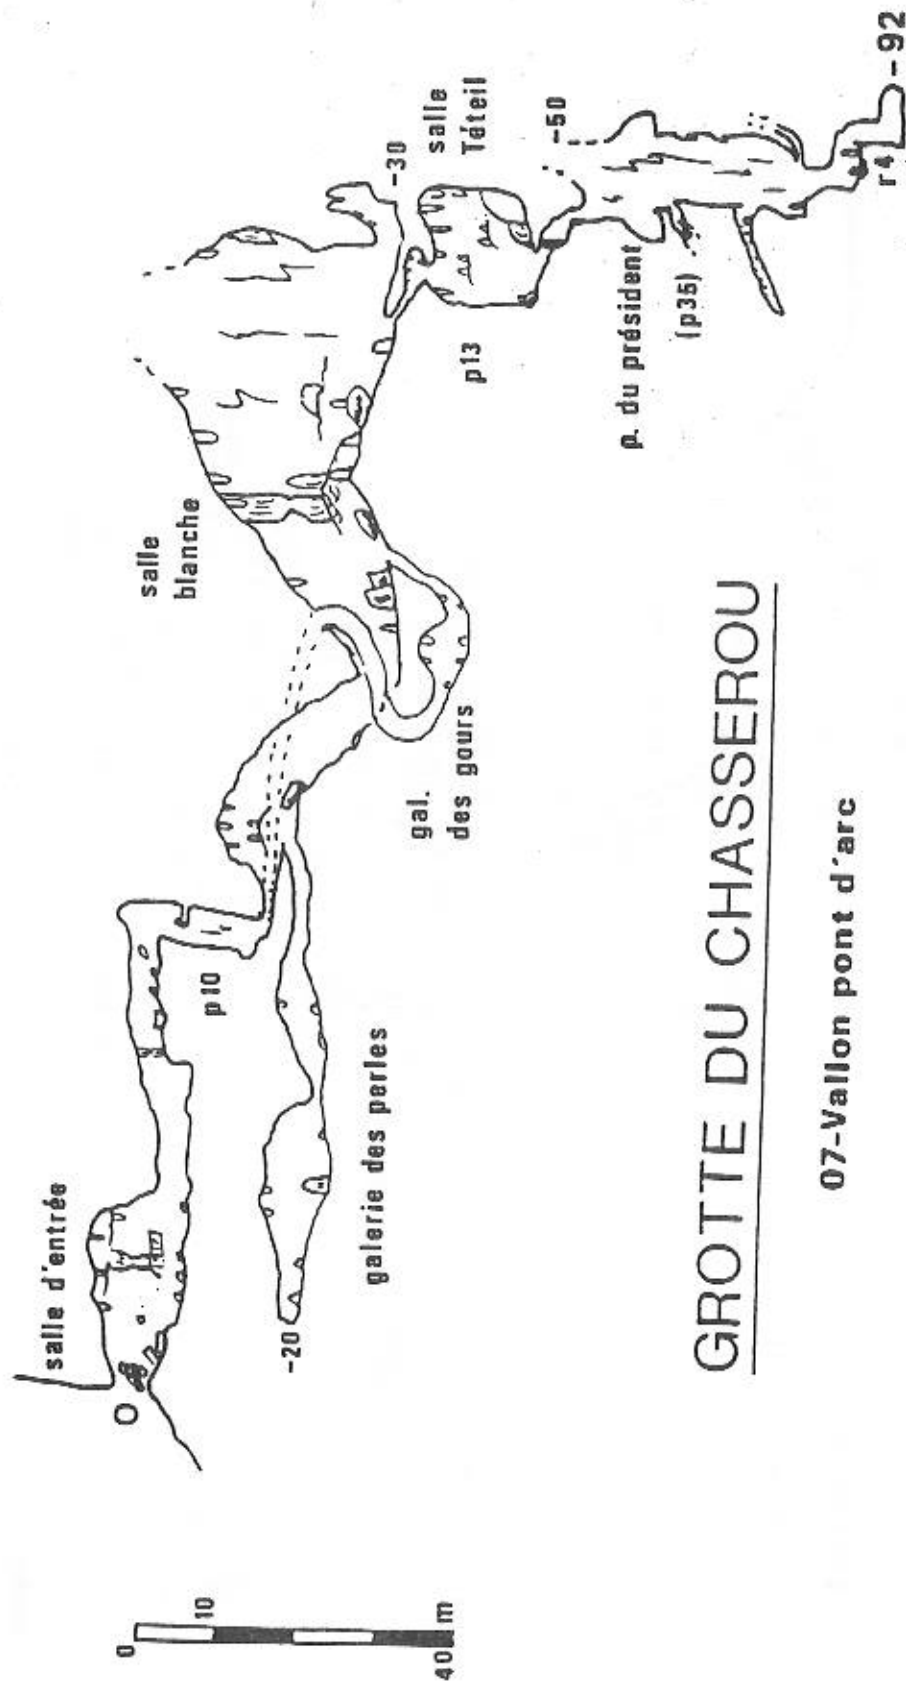 salle d'entrée
O
p10
galerie des perles
-20
salle
blanche
gal.
des gours
-30
salle
Téteil
p13
-50
p. du président
(p35)
r4
-92
0
10
40 m
GROTTE DU CHASSEROU
07-Vallon pont d'arc